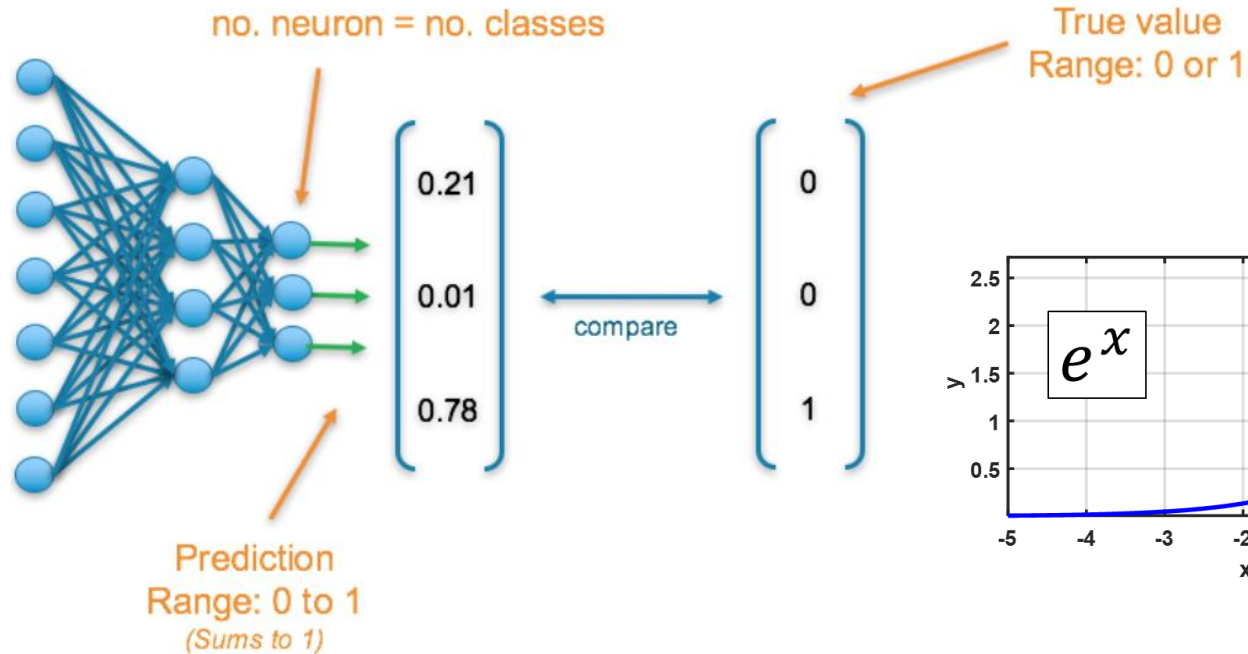 no. neuron = no. classes
True value
Range: 0 or 1
0.21
0.01
0.78
compare
0
0
1
Prediction
Range: 0 to 1
(Sums to 1)
e^x
y
2.5
2
1.5
1
0.5
-5
-4
-3
-2
x